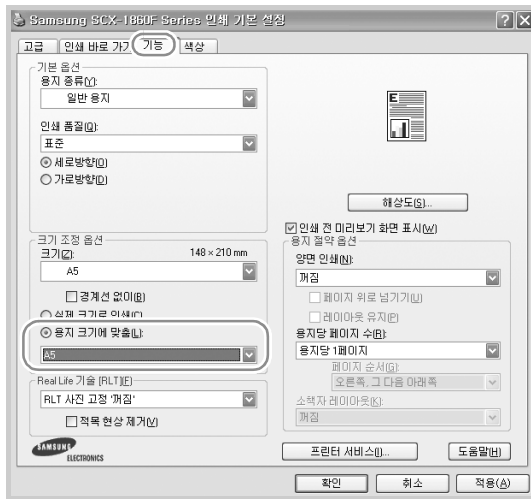 Samsung SCX-1860F Series 인쇄 기본 설정
고급
인쇄 바로 가기
기능
색상
기본 옵션
용지 종류(Y):
일반 용지
인쇄 품질(Q):
표준
세로방향(O)
가로방향(D)
해상도(S)...
인쇄 전 미리보기 화면 표시(W)
크기 조정 옵션
크기(Z):
148 × 210 mm
A5
경계선 없이(B)
실제 크기로 인쇄(C)
용지 크기에 맞춤(L):
A5
Real Life 기술 [RLT](F)
RLT 사진 고정 '꺼짐'
적목 현상 제거(V)
용지 절약 옵션
양면 인쇄(N):
꺼짐
페이지 위로 넘기기(U)
레이아웃 유지(P)
용지당 페이지 수(R):
용지당 1페이지
페이지 순서(G):
오른쪽, 그 다음 아래쪽
소책자 레이아웃(K):
꺼짐
SAMSUNG
ELECTRONICS
프린터 서비스(I)...
도움말(H)
확인
취소
적용(A)